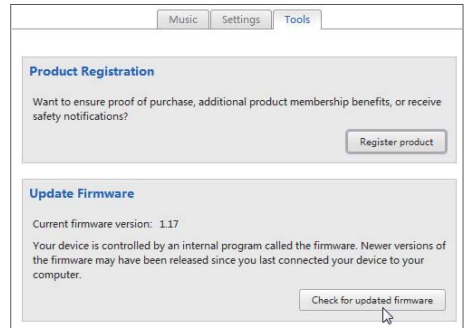 Music Settings Tools
Product Registration
Want to ensure proof of purchase, additional product membership benefits, or receive
safety notifications?
Register product
Update Firmware
Current firmware version: 1.17
Your device is controlled by an internal program called the firmware. Newer versions of
the firmware may have been released since you last connected your device to your
computer.
Check for updated firmware